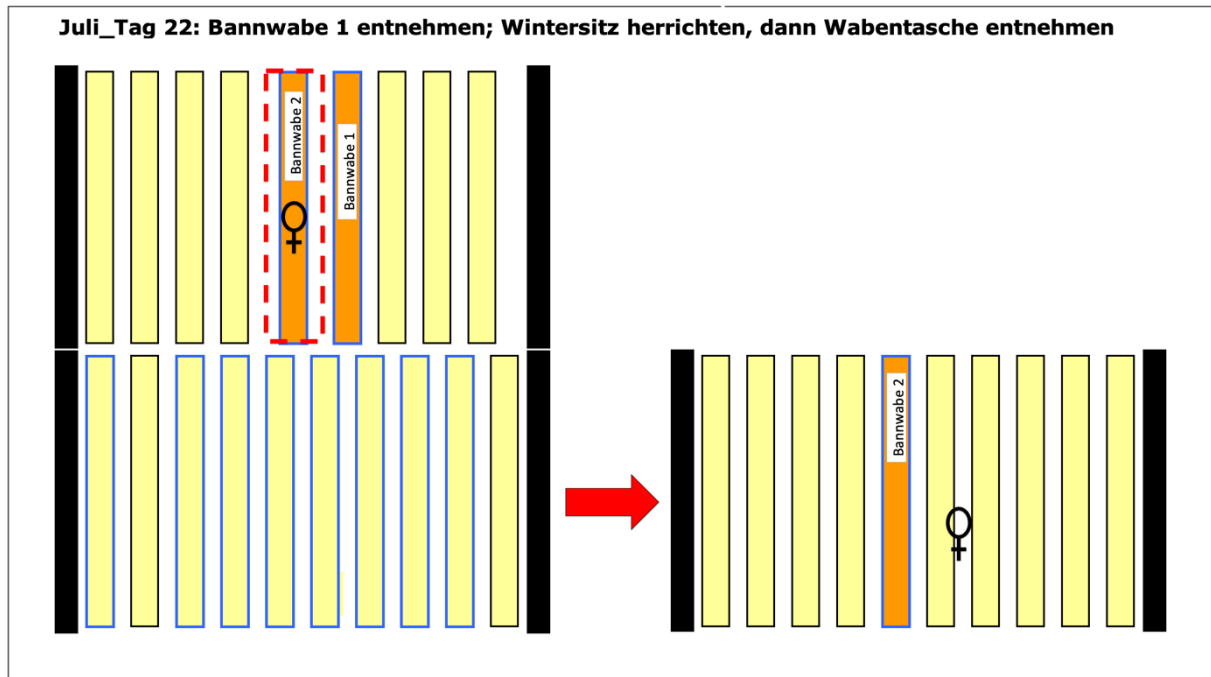 Juli_Tag 22: Bannwabe 1 entnehmen; Wintersitz herrichten, dann Wabentasche entnehmen
Bannwabe 2
Bannwabe 1
Bannwabe 2